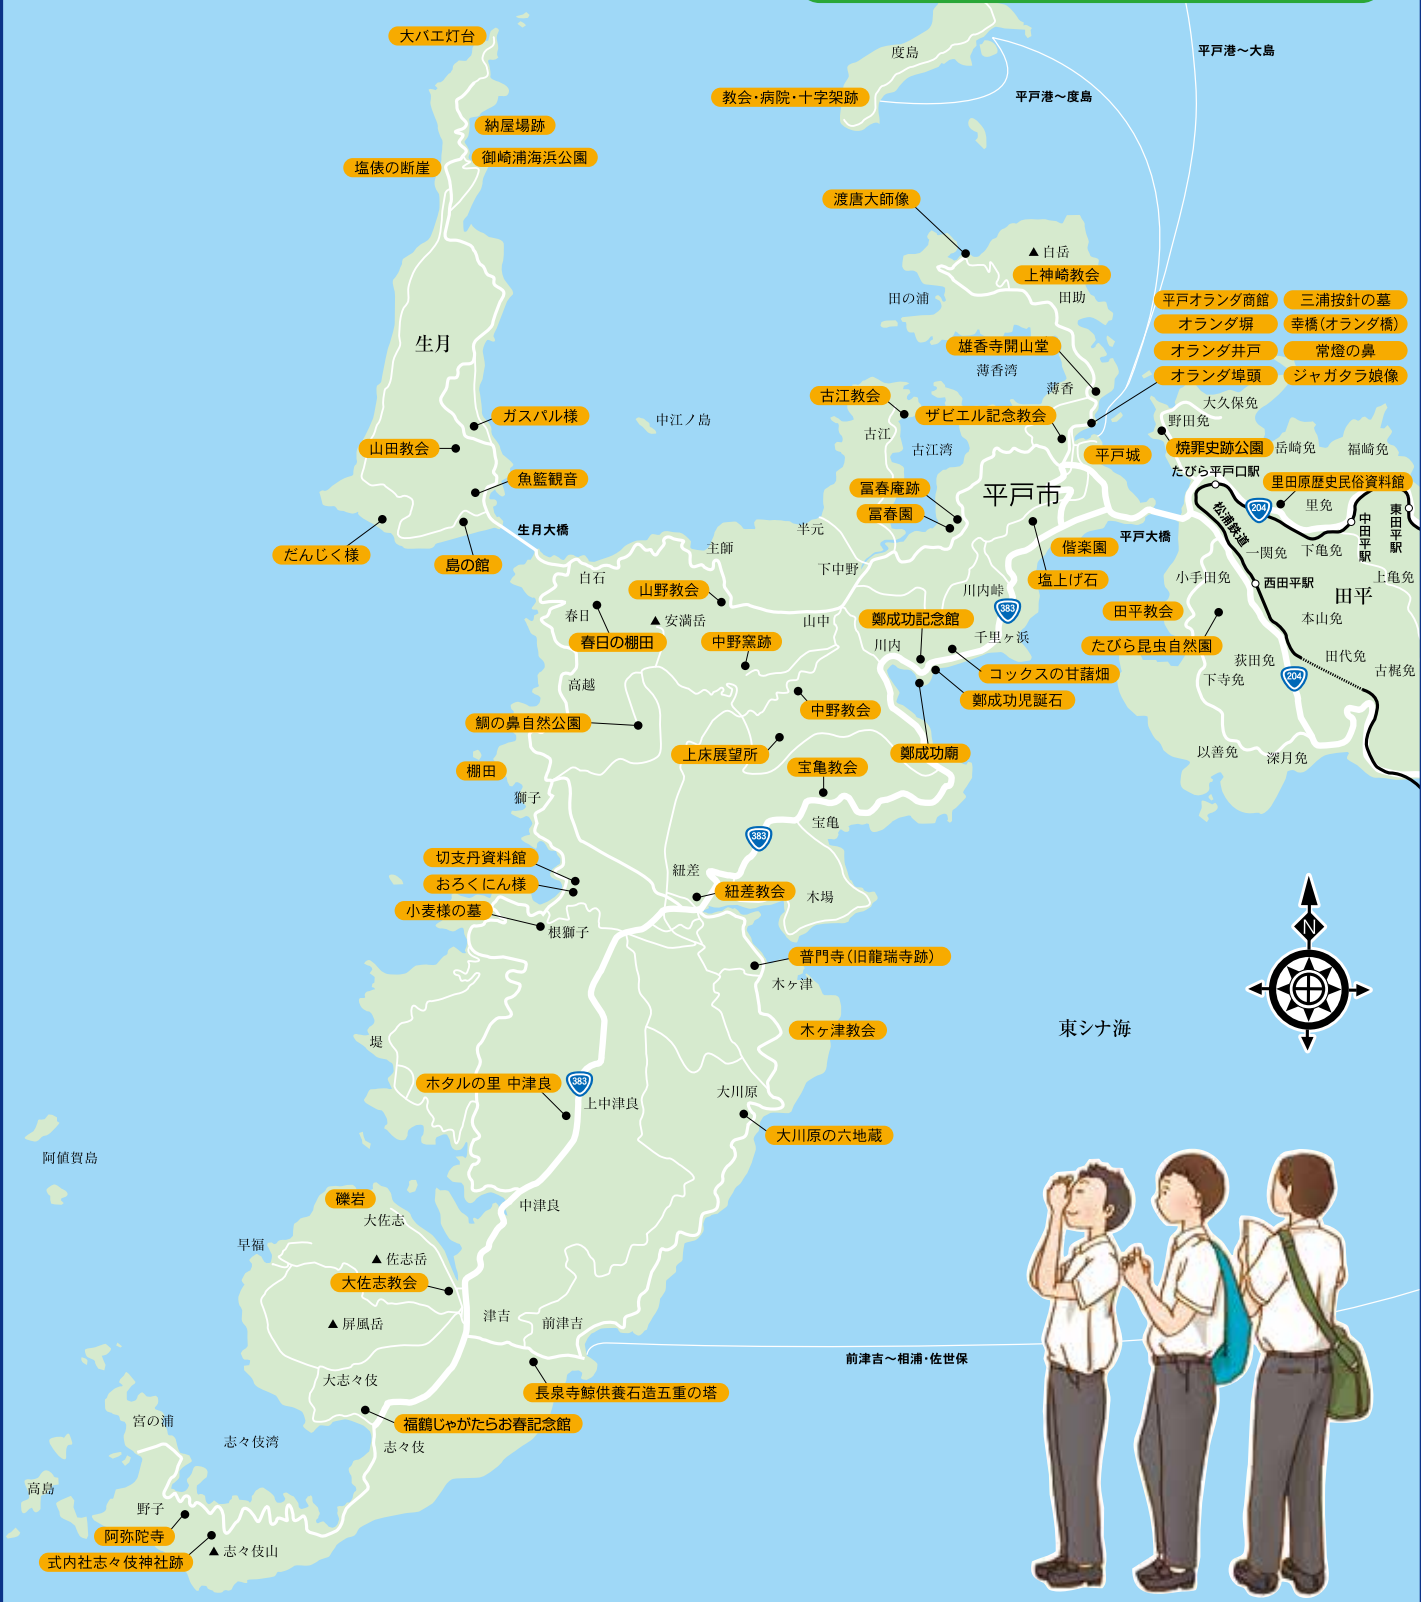 大バエ灯台
度島
平戸港～大島
教会・病院・十字架跡
平戸港～度島
納屋場跡
御崎浦海浜公園
塩俵の断崖
渡唐大師像
▲白岳
上神崎教会
田の浦
田助
平戸オランダ商館
三浦按針の墓
オランダ塀
幸橋(オランダ橋)
オランダ井戸
常燈の鼻
オランダ埠頭
ジャガタラ娘像
生月
雄香寺開山堂
薄香湾
薄香
古江教会
ザビエル記念教会
大久保免
野田免
ガスパル様
中江ノ島
古江
古江湾
平戸城
焼罪史跡公園
岳崎免
福崎免
山田教会
たびら平戸口駅
魚籃観音
里田原歴史民俗資料館
冨春庵跡
平戸市
204
里免
冨春園
松浦鉄道
中田平駅
東田平駅
だんじく様
島の館
生月大橋
半元
主師
偕楽園
平戸大橋
一関免
下亀免
下中野
白石
塩上げ石
小手田免
西田平駅
上亀免
山野教会
川内峠
383
田平
春日
▲安満岳
山中
鄭成功記念館
田平教会
本山免
春日の棚田
中野窯跡
川内
千里ヶ浜
たびら昆虫自然園
荻田免
田代免
古梶免
高越
コックスの甘藷畑
下寺免
204
鄭成功児誕石
中野教会
鯛の鼻自然公園
上床展望所
鄭成功廟
以善免
深月免
棚田
宝亀教会
獅子
宝亀
383
切支丹資料館
紐差
おろくにん様
紐差教会
木場
小麦様の墓
根獅子
N
普門寺(旧龍瑞寺跡)
木ヶ津
木ヶ津教会
東シナ海
堤
ホタルの里 中津良
383
上中津良
大川原
大川原の六地蔵
阿値賀島
礫岩
大佐志
中津良
早福
▲佐志岳
大佐志教会
▲屏風岳
津吉
前津吉
前津吉～相浦・佐世保
大志々伎
長泉寺鯨供養石造五重の塔
福鶴じゃがたらお春記念館
宮の浦
志々伎湾
志々伎
高島
野子
阿弥陀寺
式内社志々伎神社跡
▲志々伎山